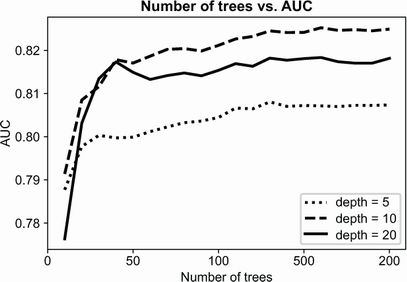 Number of trees vs. AUC
0.82
0.81
0.80
0.79
0.78
AUC
0 50 100 500 200
Number of trees
depth = 5
depth = 10
depth = 20